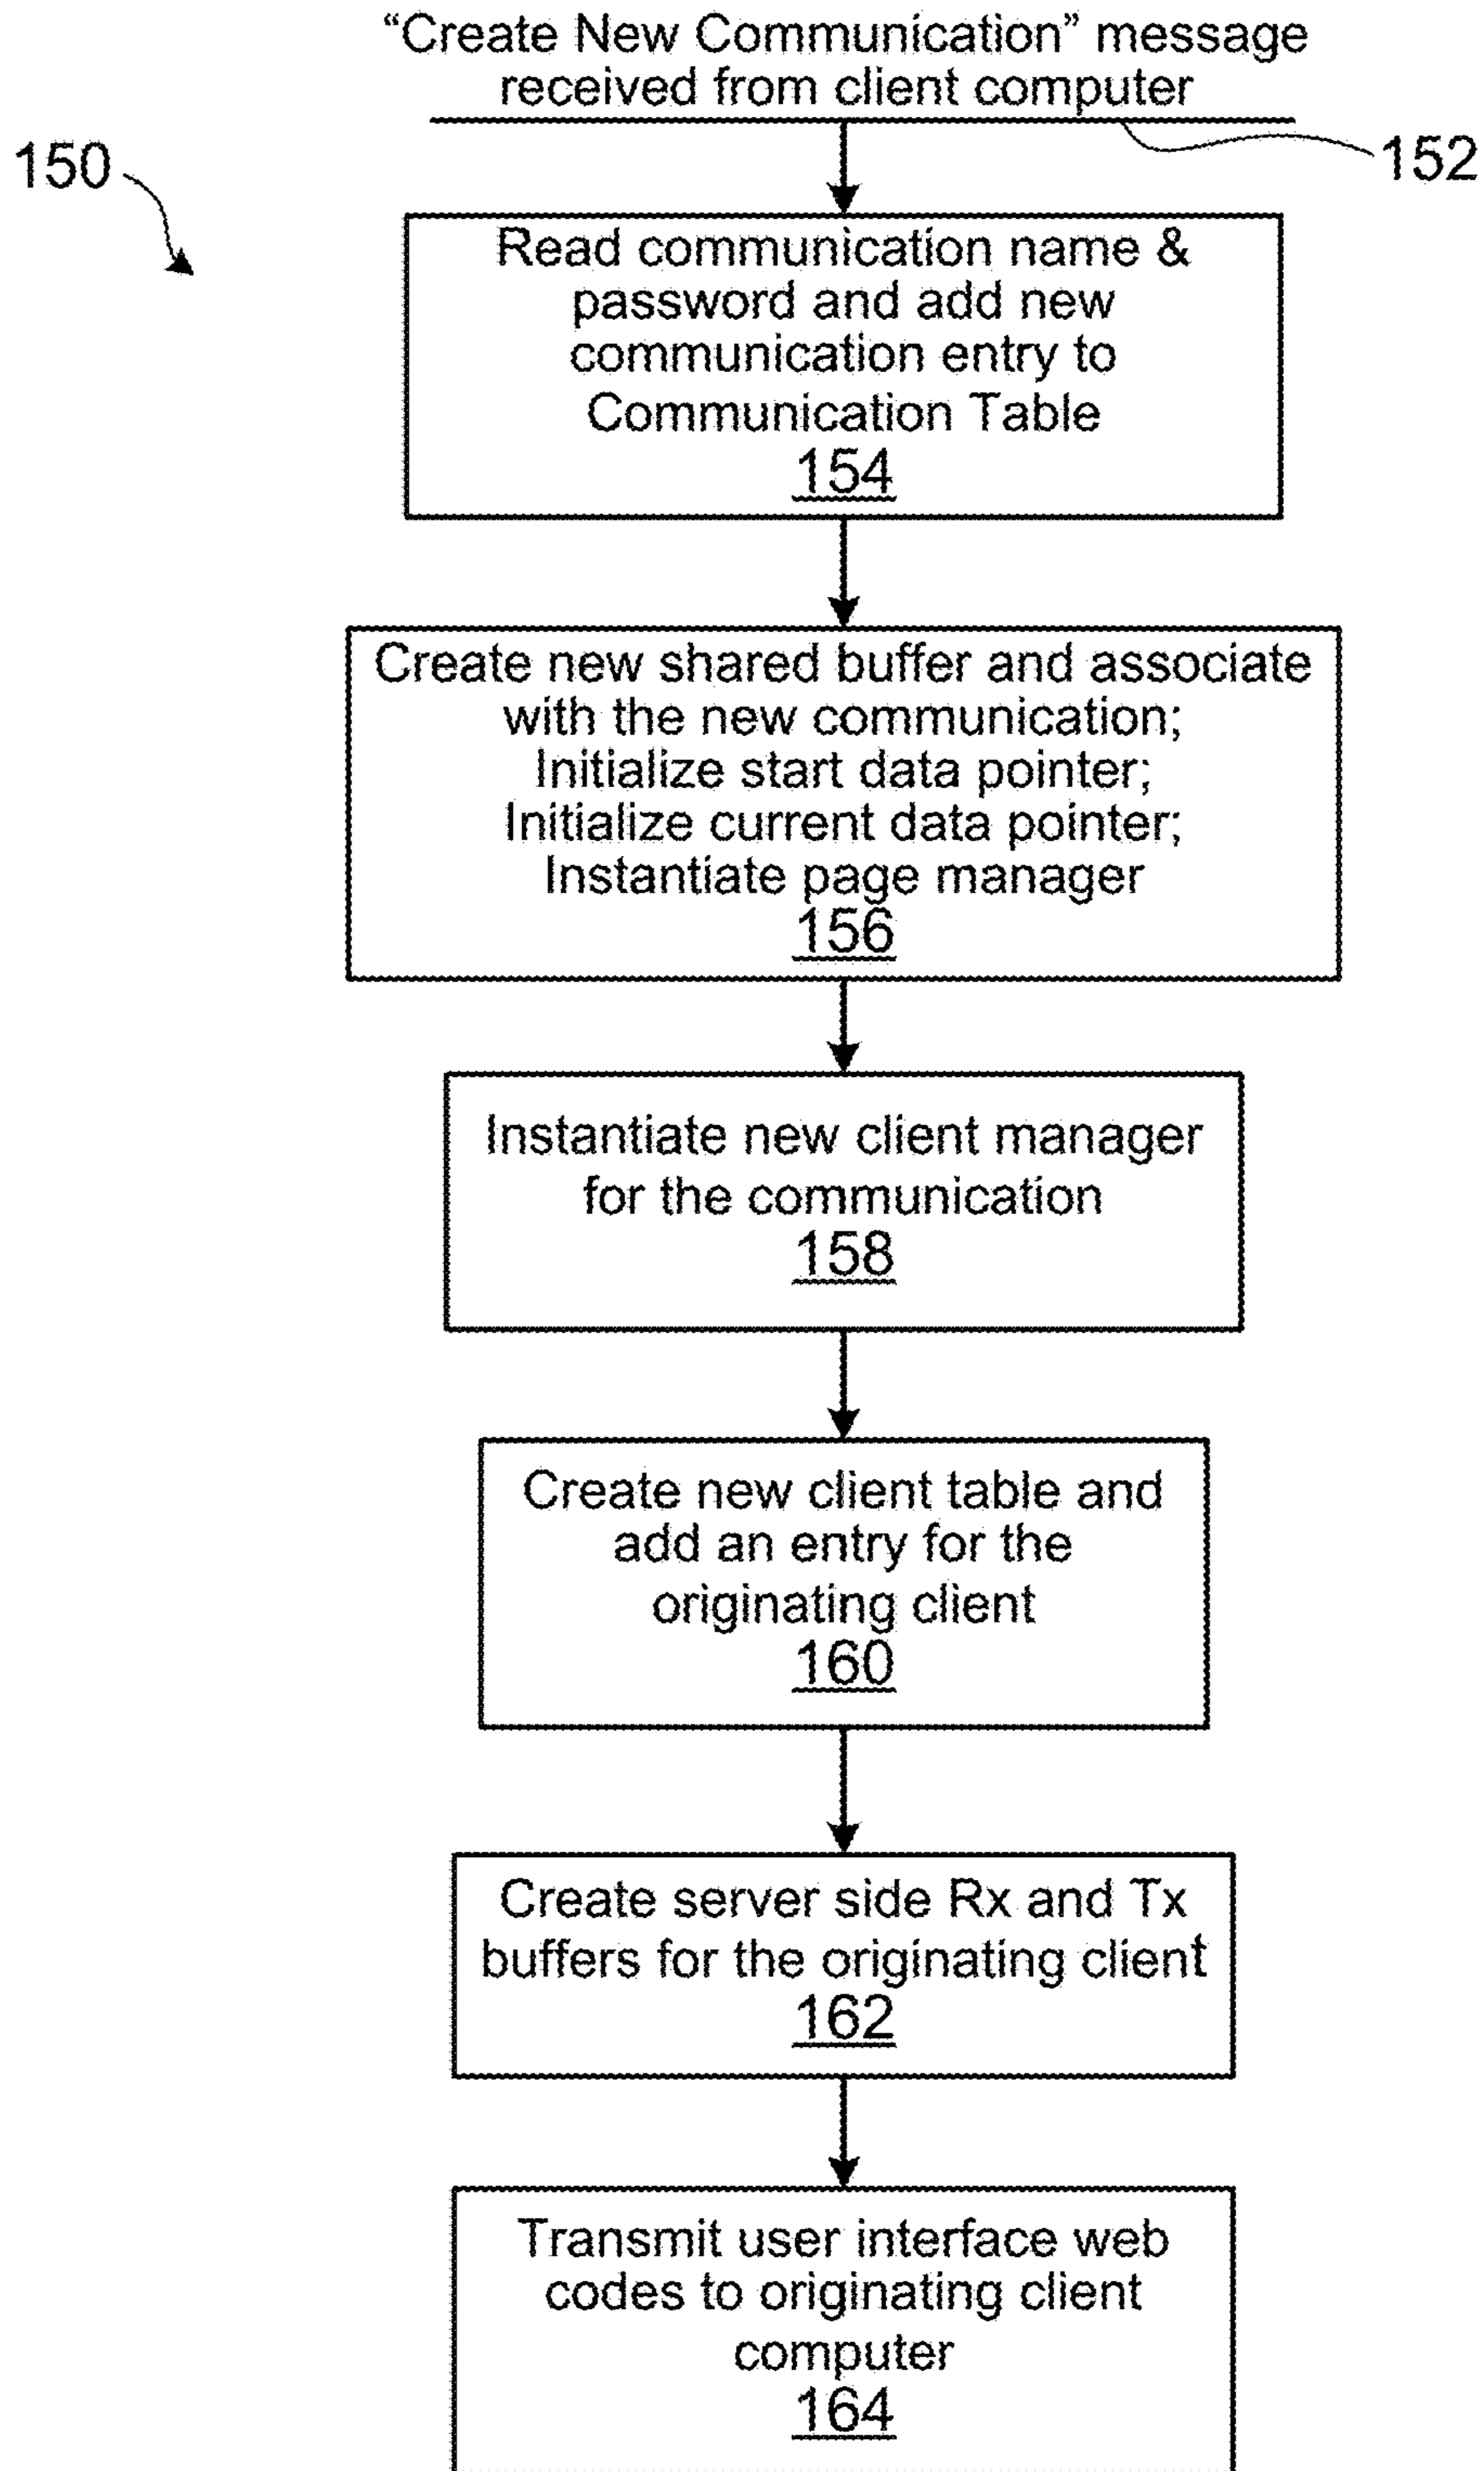 “Create New Communication” message
received from client computer
150
152
Read communication name &
password and add new
communication entry to
Communication Table
154
Create new shared buffer and associate
with the new communication;
Initialize start data pointer;
Initialize current data pointer;
Instantiate page manager
156
Instantiate new client manager
for the communication
158
Create new client table and
add an entry for the
originating client
160
Create server side Rx and Tx
buffers for the originating client
162
Transmit user interface web
codes to originating client
computer
164